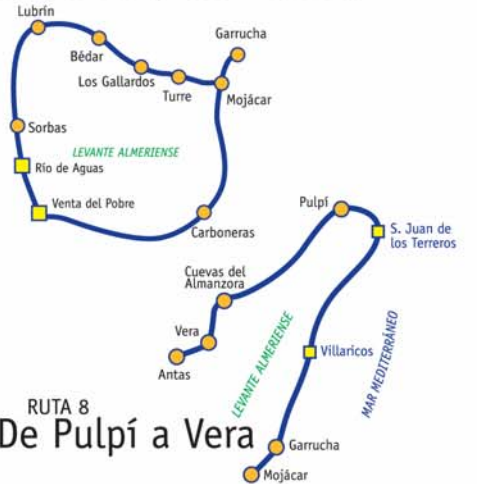 Lubrín
Garrucha
Bédar
Los Gallardos
Turre
Mojácar
Sorbas
LEVANTE ALMERIENSE
Río de Aguas
Venta del Pobre
Carboneras
Pulpí
S. Juan de
los Terreros
Cuevas del
Almanzora
Vera
Antas
LEVANTE ALMERIENSE
Villaricos
MAR MEDITERRÁNEO
RUTA 8
De Pulpí a Vera
Garrucha
Mojácar